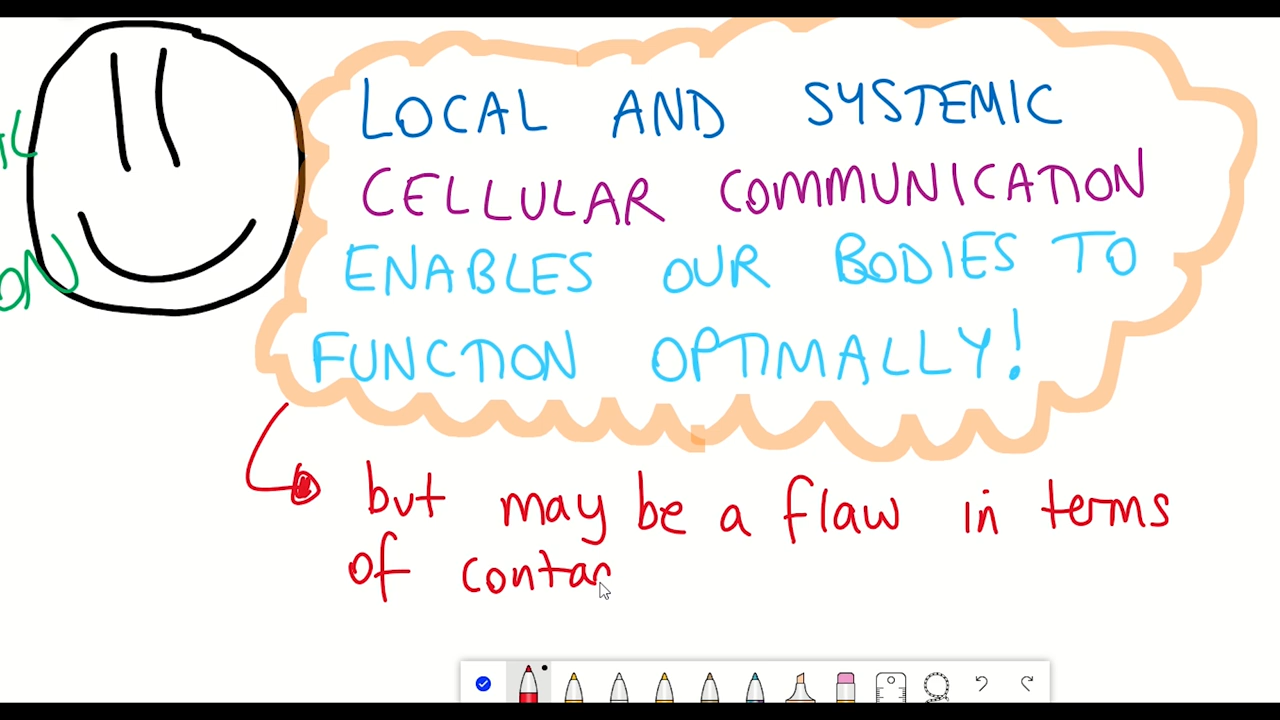 LOCAL AND SYSTEMIC
CELLULAR COMMUNICATION
ENABLES OUR BODIES TO
FUNCTION OPTIMALLY!
ON
but may be a flaw in terms
of contar